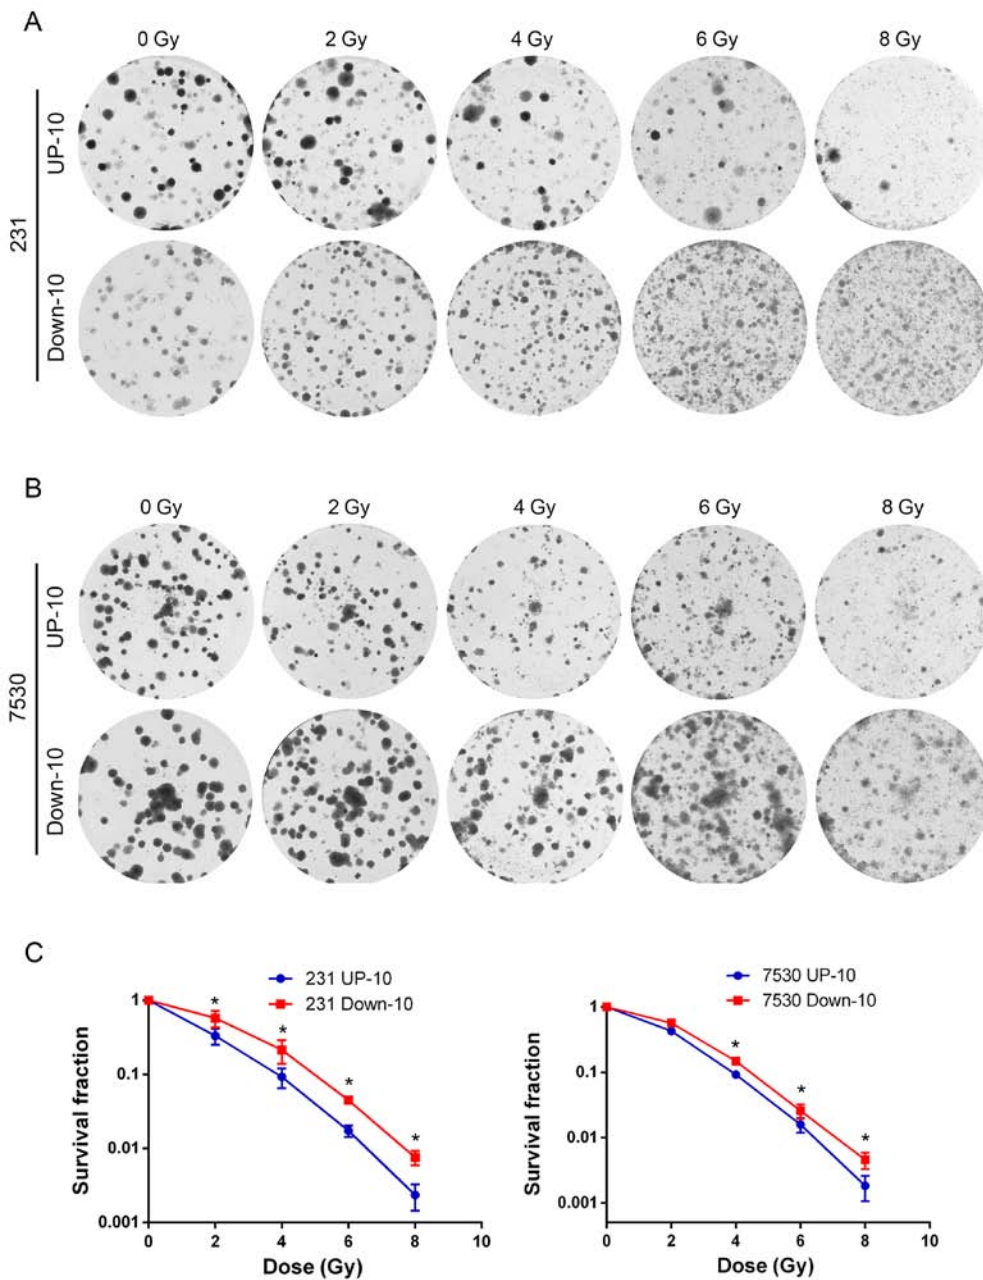 A
0 Gy 2 Gy 4 Gy 6 Gy 8 Gy
231
UP-10
Down-10
B
0 Gy 2 Gy 4 Gy 6 Gy 8 Gy
7530
UP-10
Down-10
C
231 UP-10
231 Down-10
Survival fraction
1
0.1
0.01
0.001
* * * *
0 2 4 6 8 10
Dose (Gy)
7530 UP-10
7530 Down-10
Survival fraction
1
0.1
0.01
0.001
* * *
0 2 4 6 8 10
Dose (Gy)